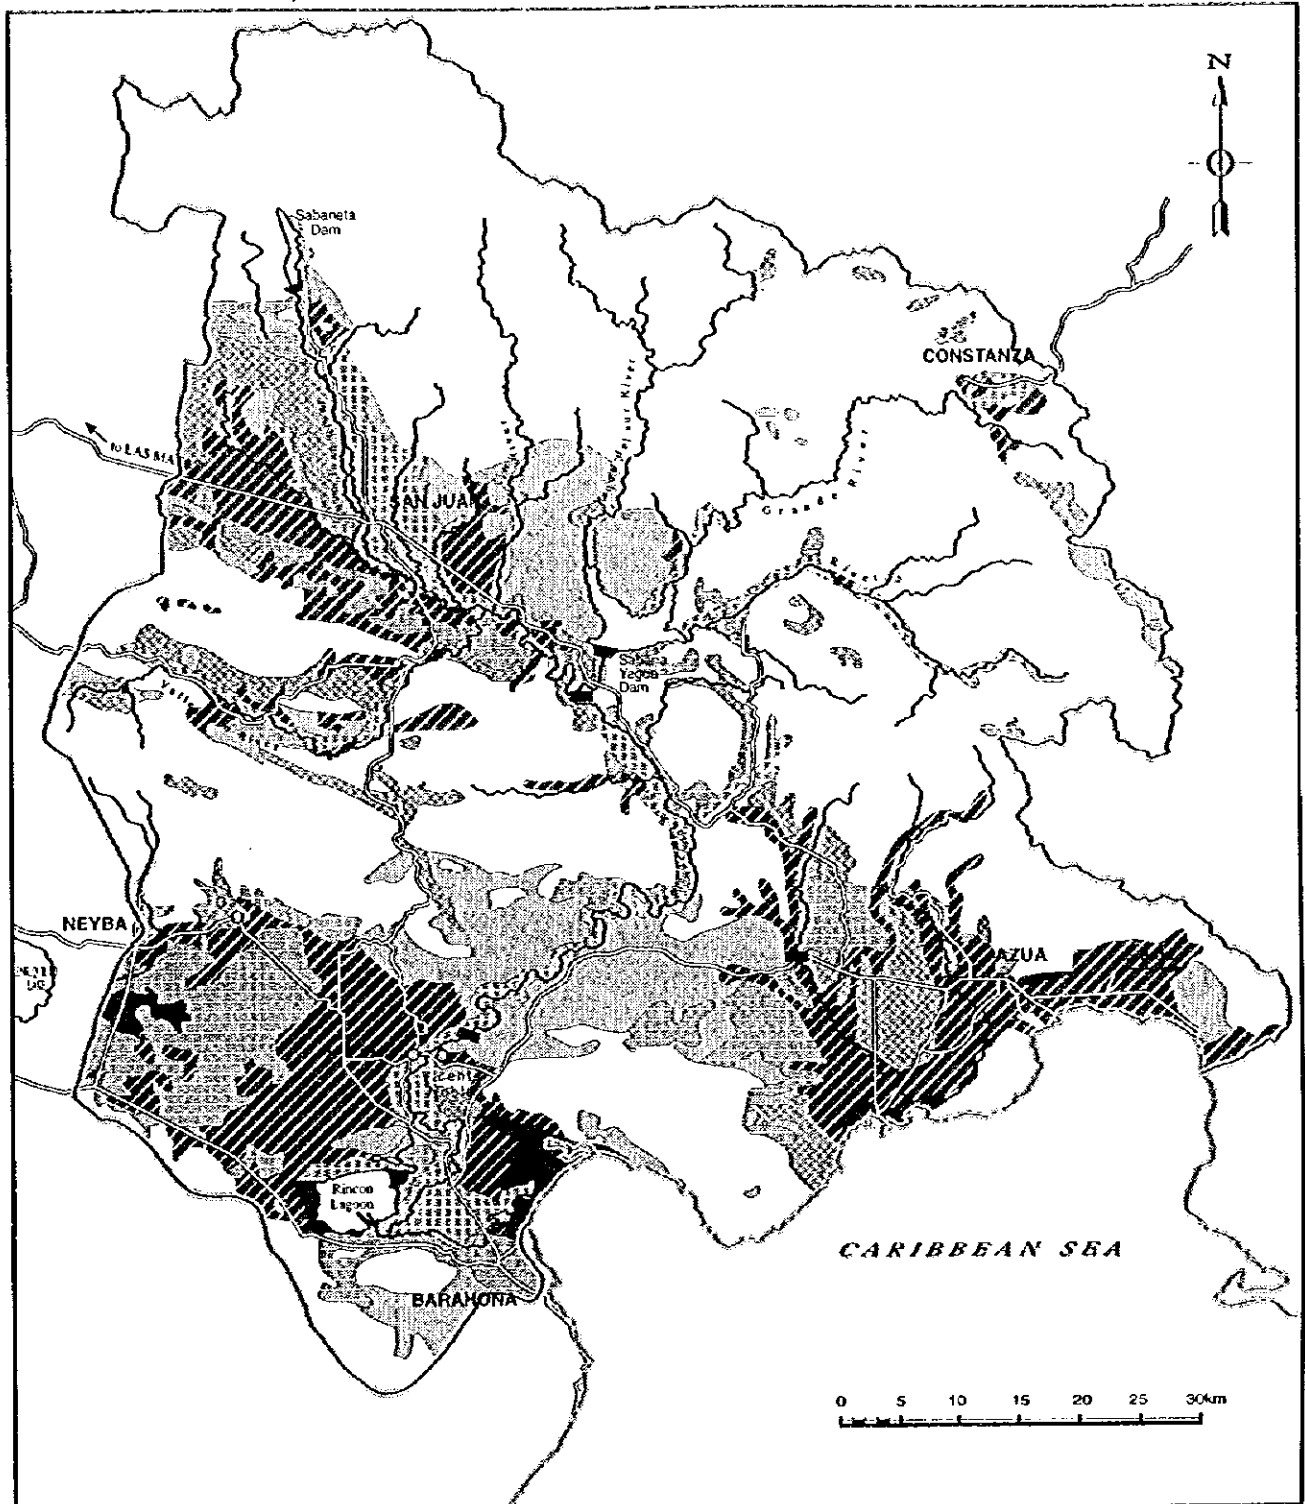 N
Sabaneta
Dam
CONSTANZA
to LAS MA
SAN JUAN
Grande River
Sabana
Yegua
Dam
NEYBA
AZUA
Rincon
Lagoon
CARIBBEAN SEA
BARAHONA
0 5 10 15 20 25 30km